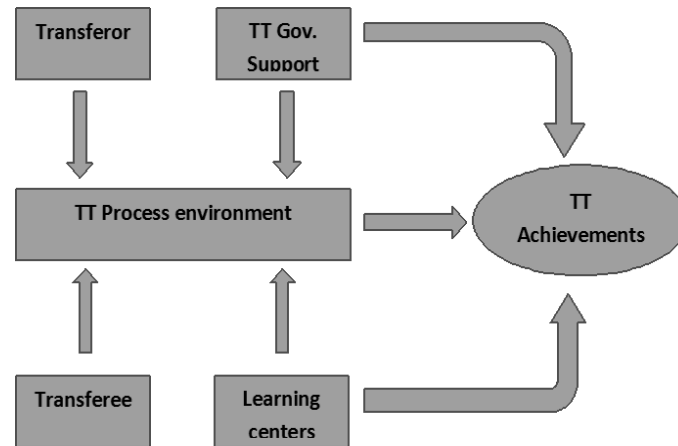 Transferor
TT Gov.
Support
TT Process environment
TT
Achievements
Transferee
Learning
centers